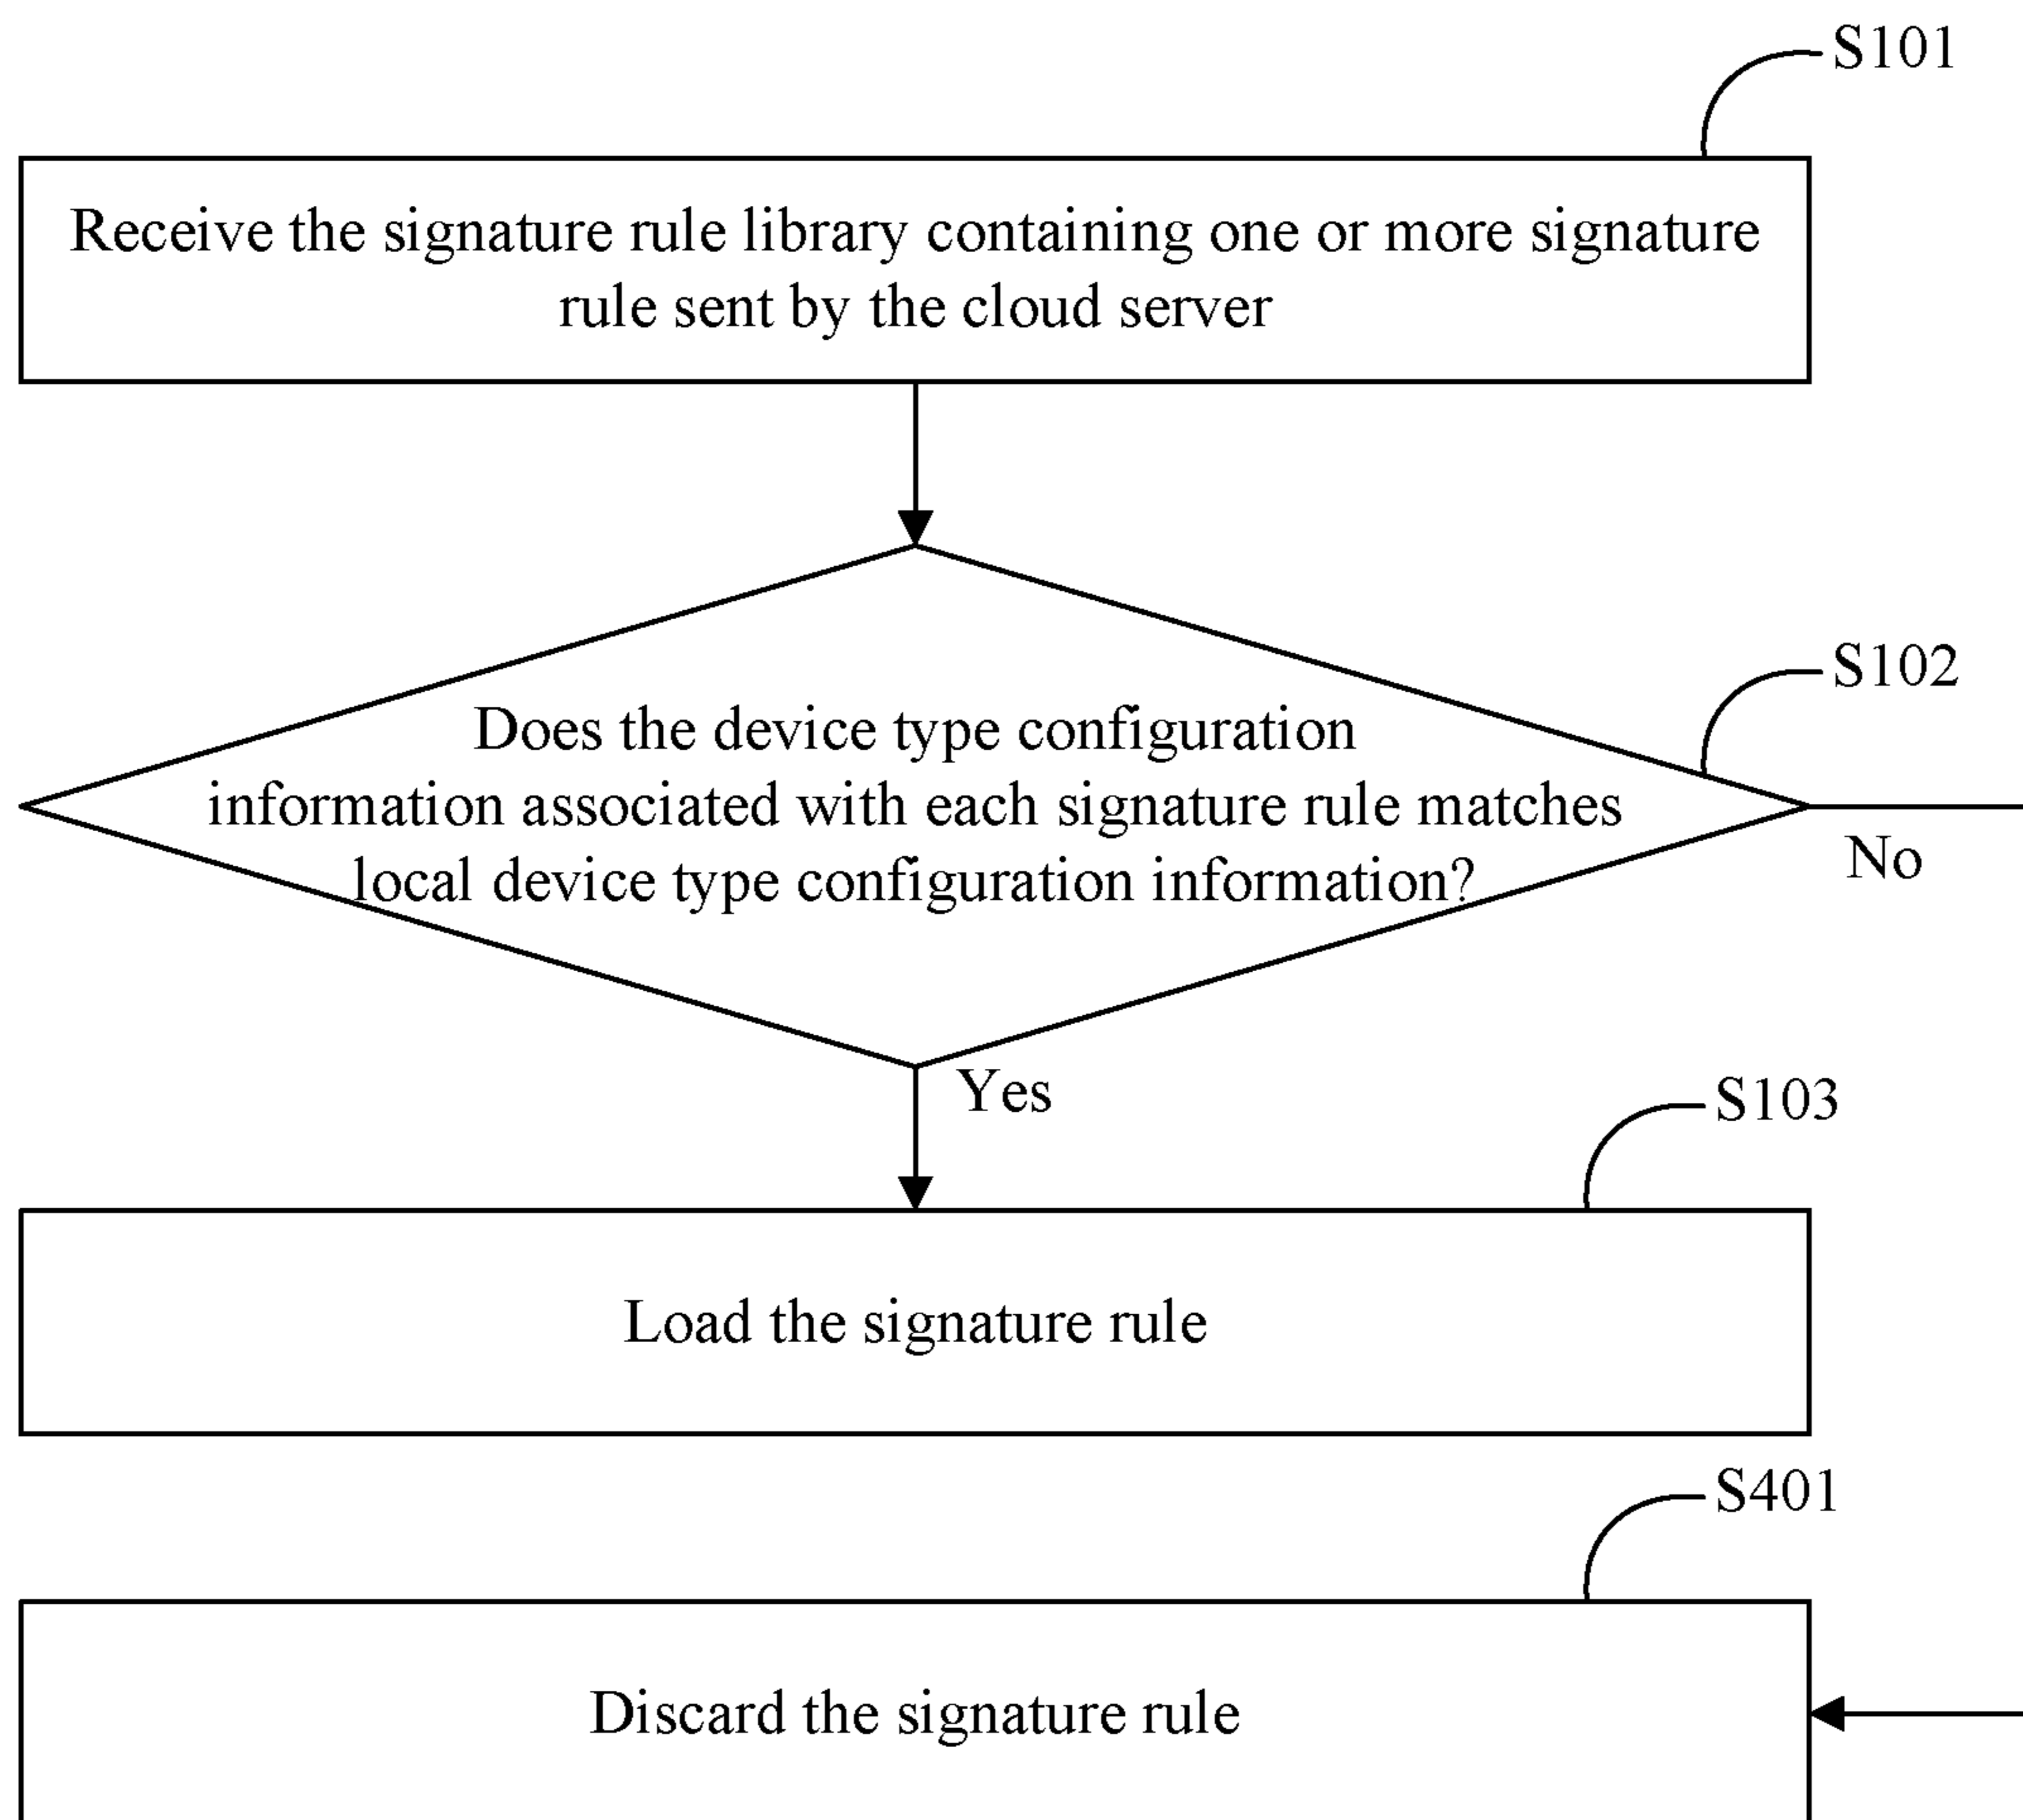 S101
Receive the signature rule library containing one or more signature
rule sent by the cloud server
S102
Does the device type configuration
information associated with each signature rule matches
local device type configuration information?
No
Yes
S103
Load the signature rule
S401
Discard the signature rule